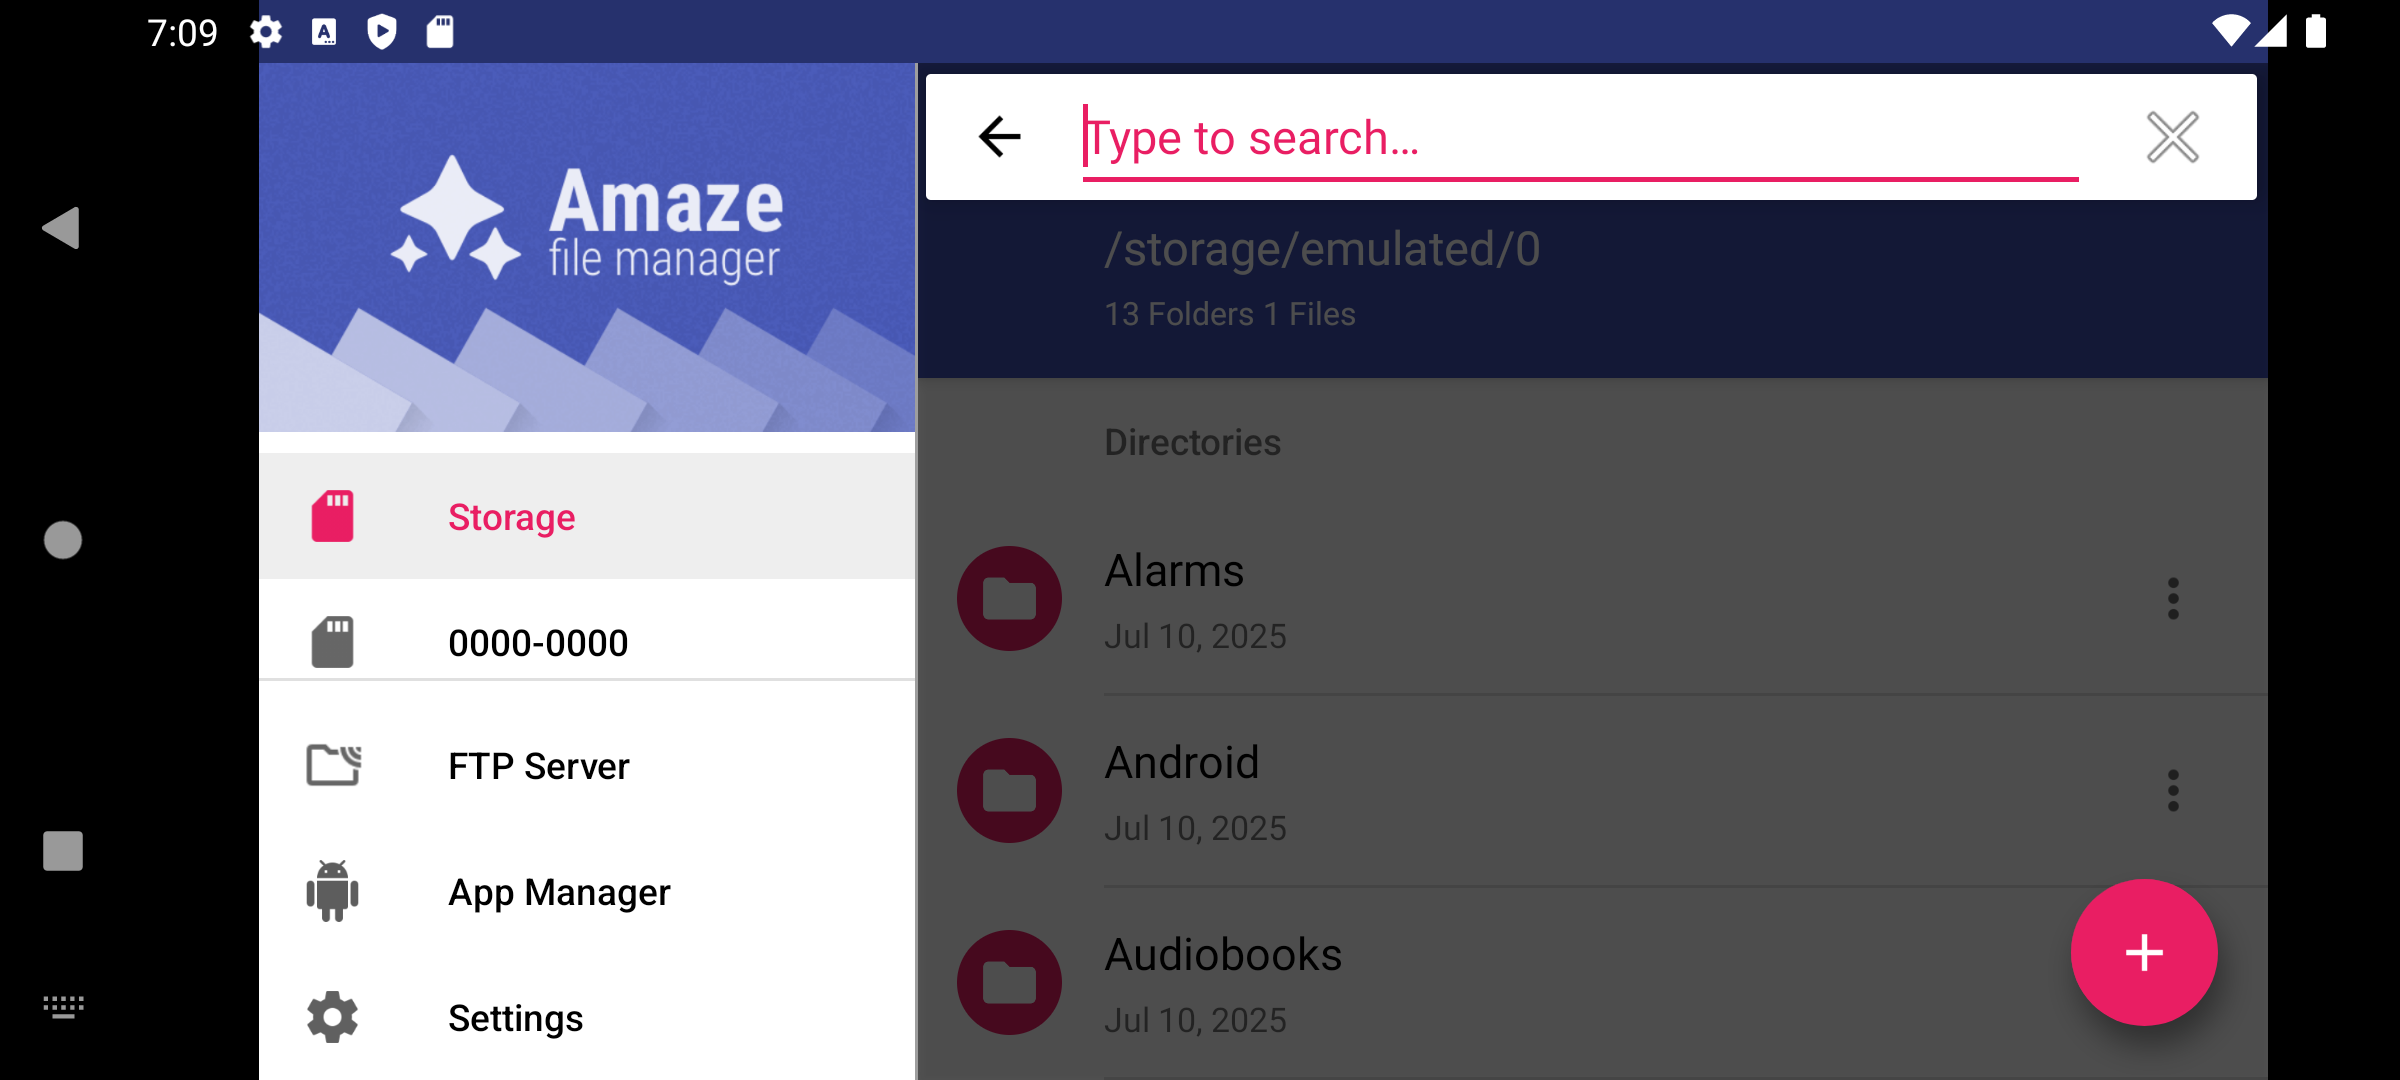 7:09
Amaze
file manager
Storage
0000-0000
FTP Server
App Manager
Settings
Type to search...
/storage/emulated/0
13 Folders 1 Files
Directories
Alarms
Jul 10, 2025
Android
Jul 10, 2025
Audiobooks
Jul 10, 2025